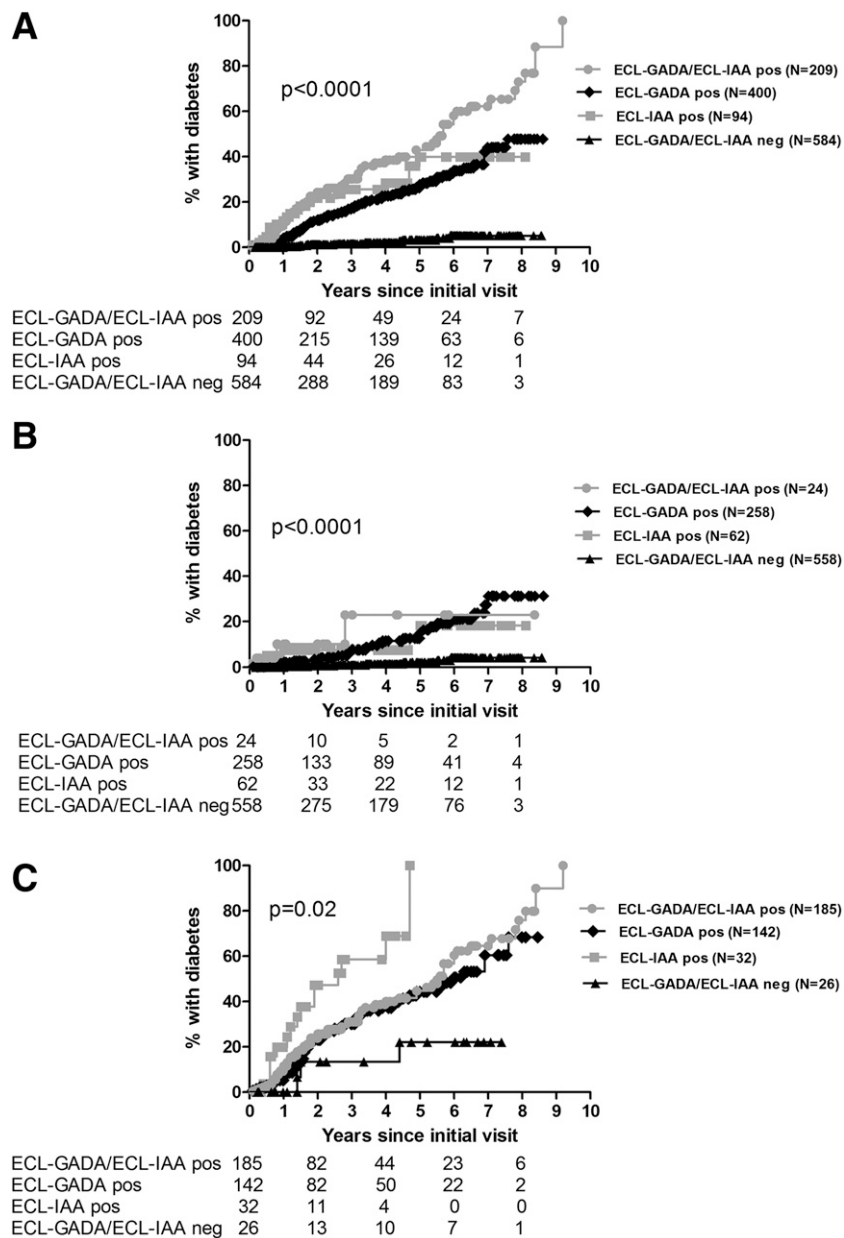 A
% with diabetes
100
80
60
40
20
0
p<0.0001
ECL-GADA/ECL-IAA pos (N=209)
ECL-GADA pos (N=400)
ECL-IAA pos (N=94)
ECL-GADA/ECL-IAA neg (N=584)
0 1 2 3 4 5 6 7 8 9 10
Years since initial visit
ECL-GADA/ECL-IAA pos 209 92 49 24 7
ECL-GADA pos 400 215 139 63 6
ECL-IAA pos 94 44 26 12 1
ECL-GADA/ECL-IAA neg 584 288 189 83 3
B
% with diabetes
100
80
60
40
20
0
p<0.0001
ECL-GADA/ECL-IAA pos (N=24)
ECL-GADA pos (N=258)
ECL-IAA pos (N=62)
ECL-GADA/ECL-IAA neg (N=558)
0 1 2 3 4 5 6 7 8 9 10
Years since initial visit
ECL-GADA/ECL-IAA pos 24 10 5 2 1
ECL-GADA pos 258 133 89 41 4
ECL-IAA pos 62 33 22 12 1
ECL-GADA/ECL-IAA neg 558 275 179 76 3
C
% with diabetes
100
80
60
40
20
0
p=0.02
ECL-GADA/ECL-IAA pos (N=185)
ECL-GADA pos (N=142)
ECL-IAA pos (N=32)
ECL-GADA/ECL-IAA neg (N=26)
0 1 2 3 4 5 6 7 8 9 10
Years since initial visit
ECL-GADA/ECL-IAA pos 185 82 44 23 6
ECL-GADA pos 142 82 50 22 2
ECL-IAA pos 32 11 4 0 0
ECL-GADA/ECL-IAA neg 26 13 10 7 1